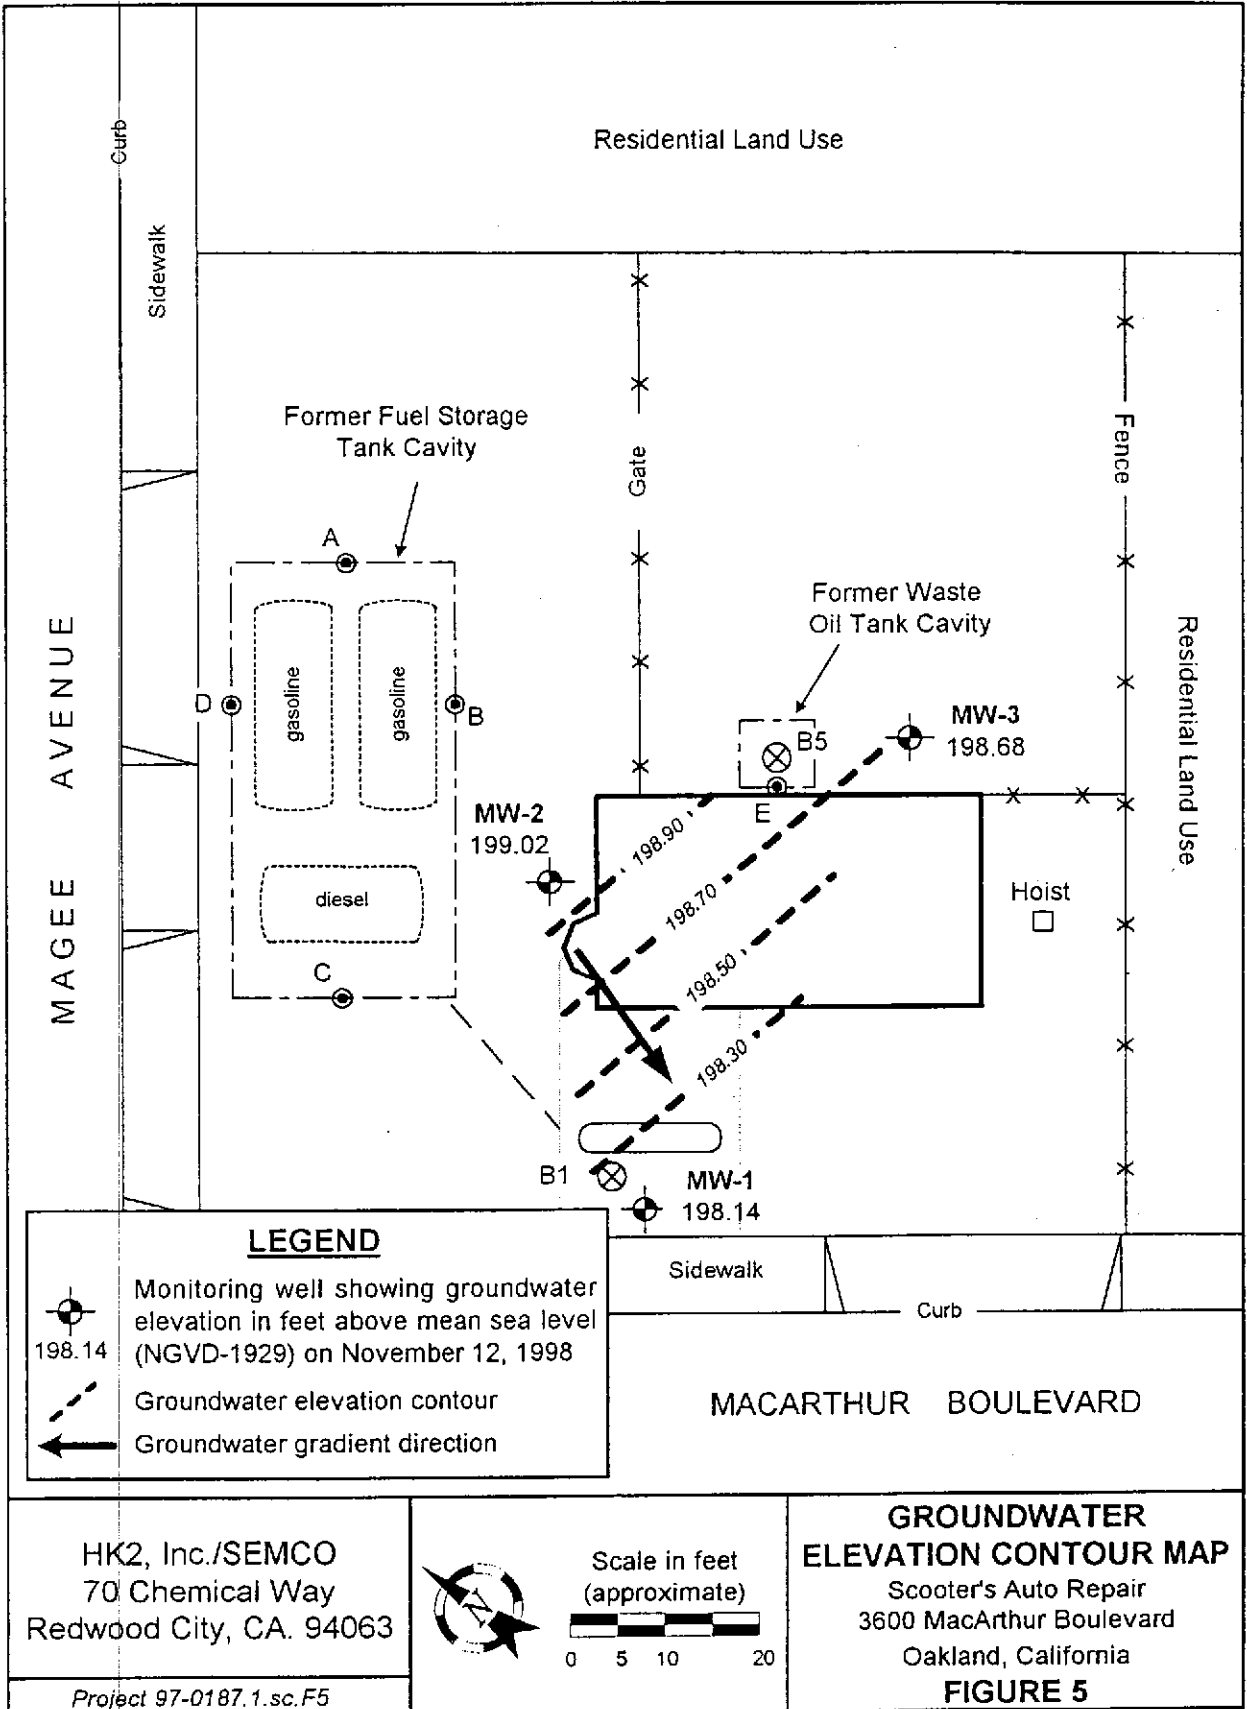 Residential Land Use
Curb
Sidewalk
Former Fuel Storage
Tank Cavity
Gate
Fence
A
Former Waste
Oil Tank Cavity
MAGEE AVENUE
Residential Land Use
gasoline
gasoline
D
B
MW-3
198.68
B5
E
MW-2
199.02
198.90
198.70
198.50
198.30
diesel
Hoist
C
B1
MW-1
198.14
Sidewalk
Curb
MACARTHUR BOULEVARD
LEGEND
198.14
Monitoring well showing groundwater
elevation in feet above mean sea level
(NGVD-1929) on November 12, 1998
Groundwater elevation contour
Groundwater gradient direction
HK2, Inc./SEMCO
70 Chemical Way
Redwood City, CA. 94063
Project 97-0187.1.sc.F5
N
Scale in feet
(approximate)
0 5 10 20
GROUNDWATER
ELEVATION CONTOUR MAP
Scooter's Auto Repair
3600 MacArthur Boulevard
Oakland, California
FIGURE 5